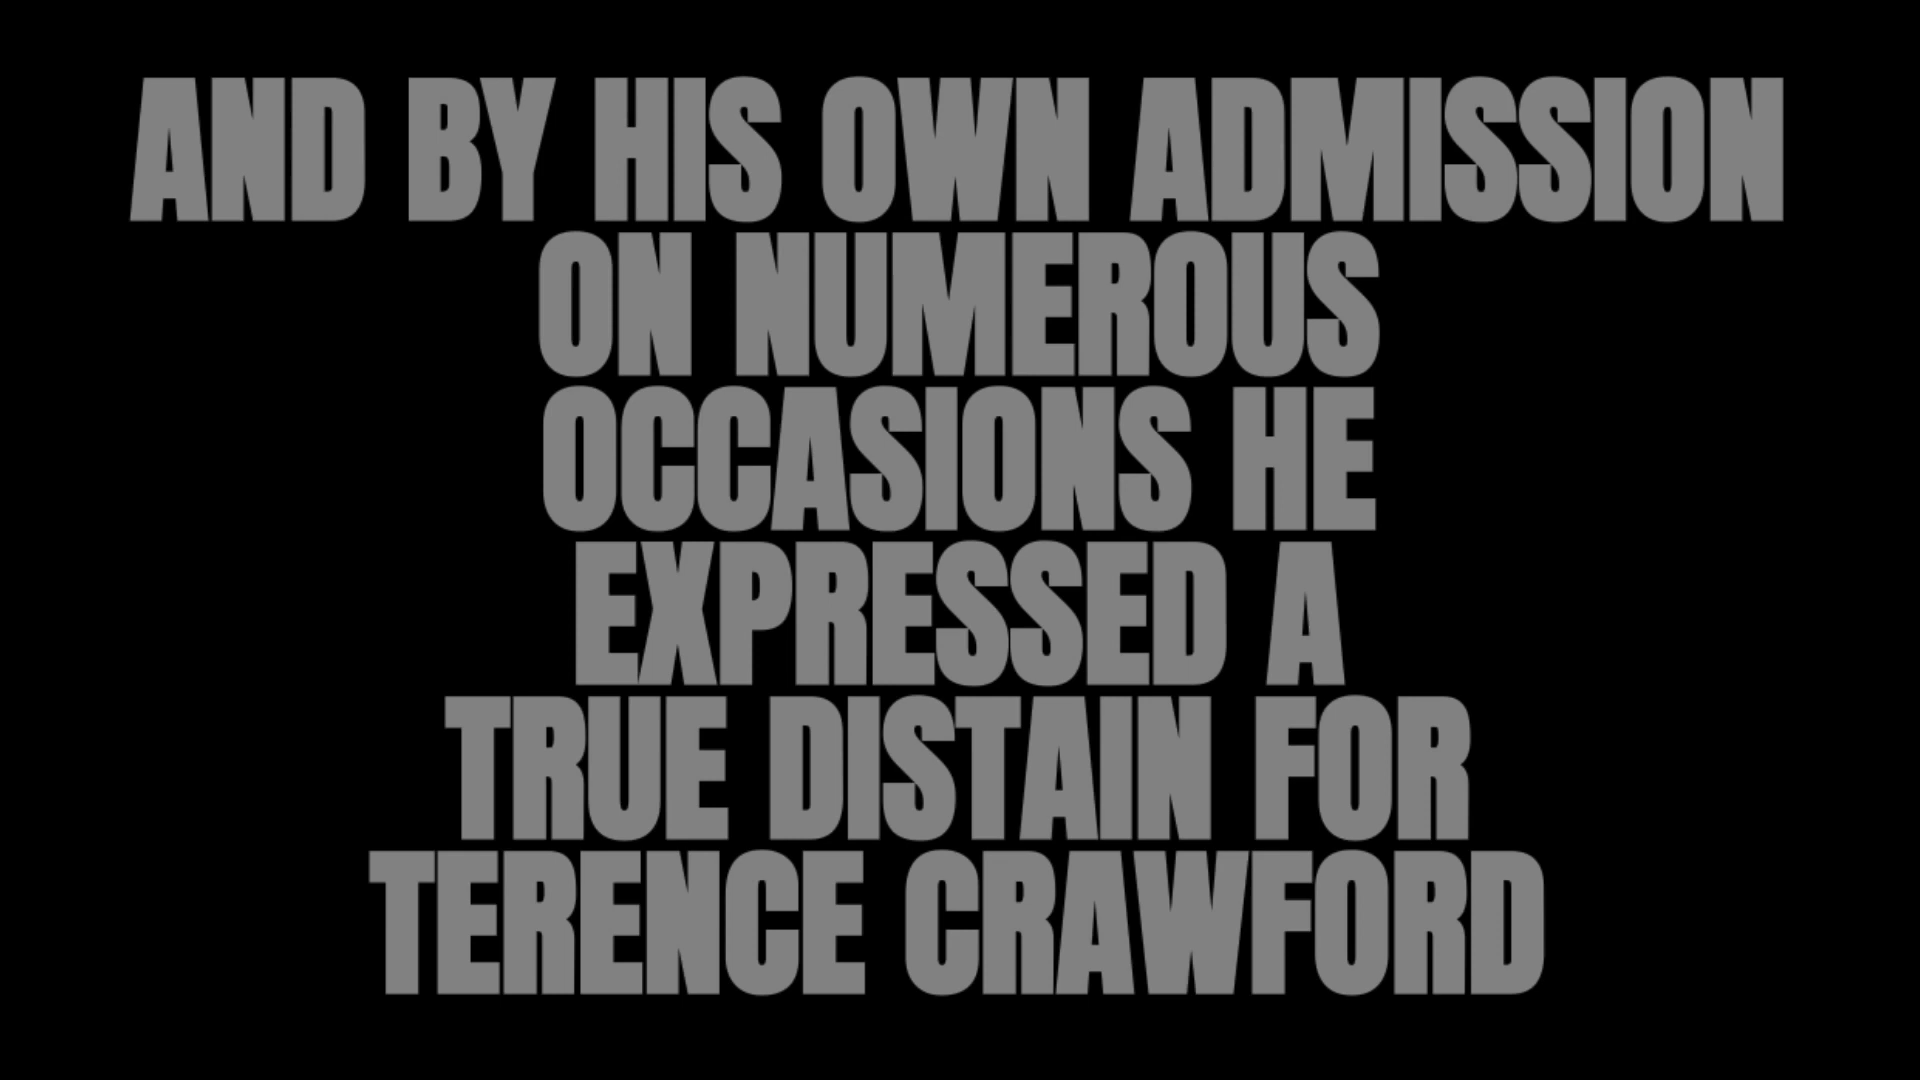 AND BY HIS OWN ADMISSION
ON NUMEROUS
OCCASIONS HE
EXPRESSED A
TRUE DISTAIN FOR
TERENCE CRAWFORD